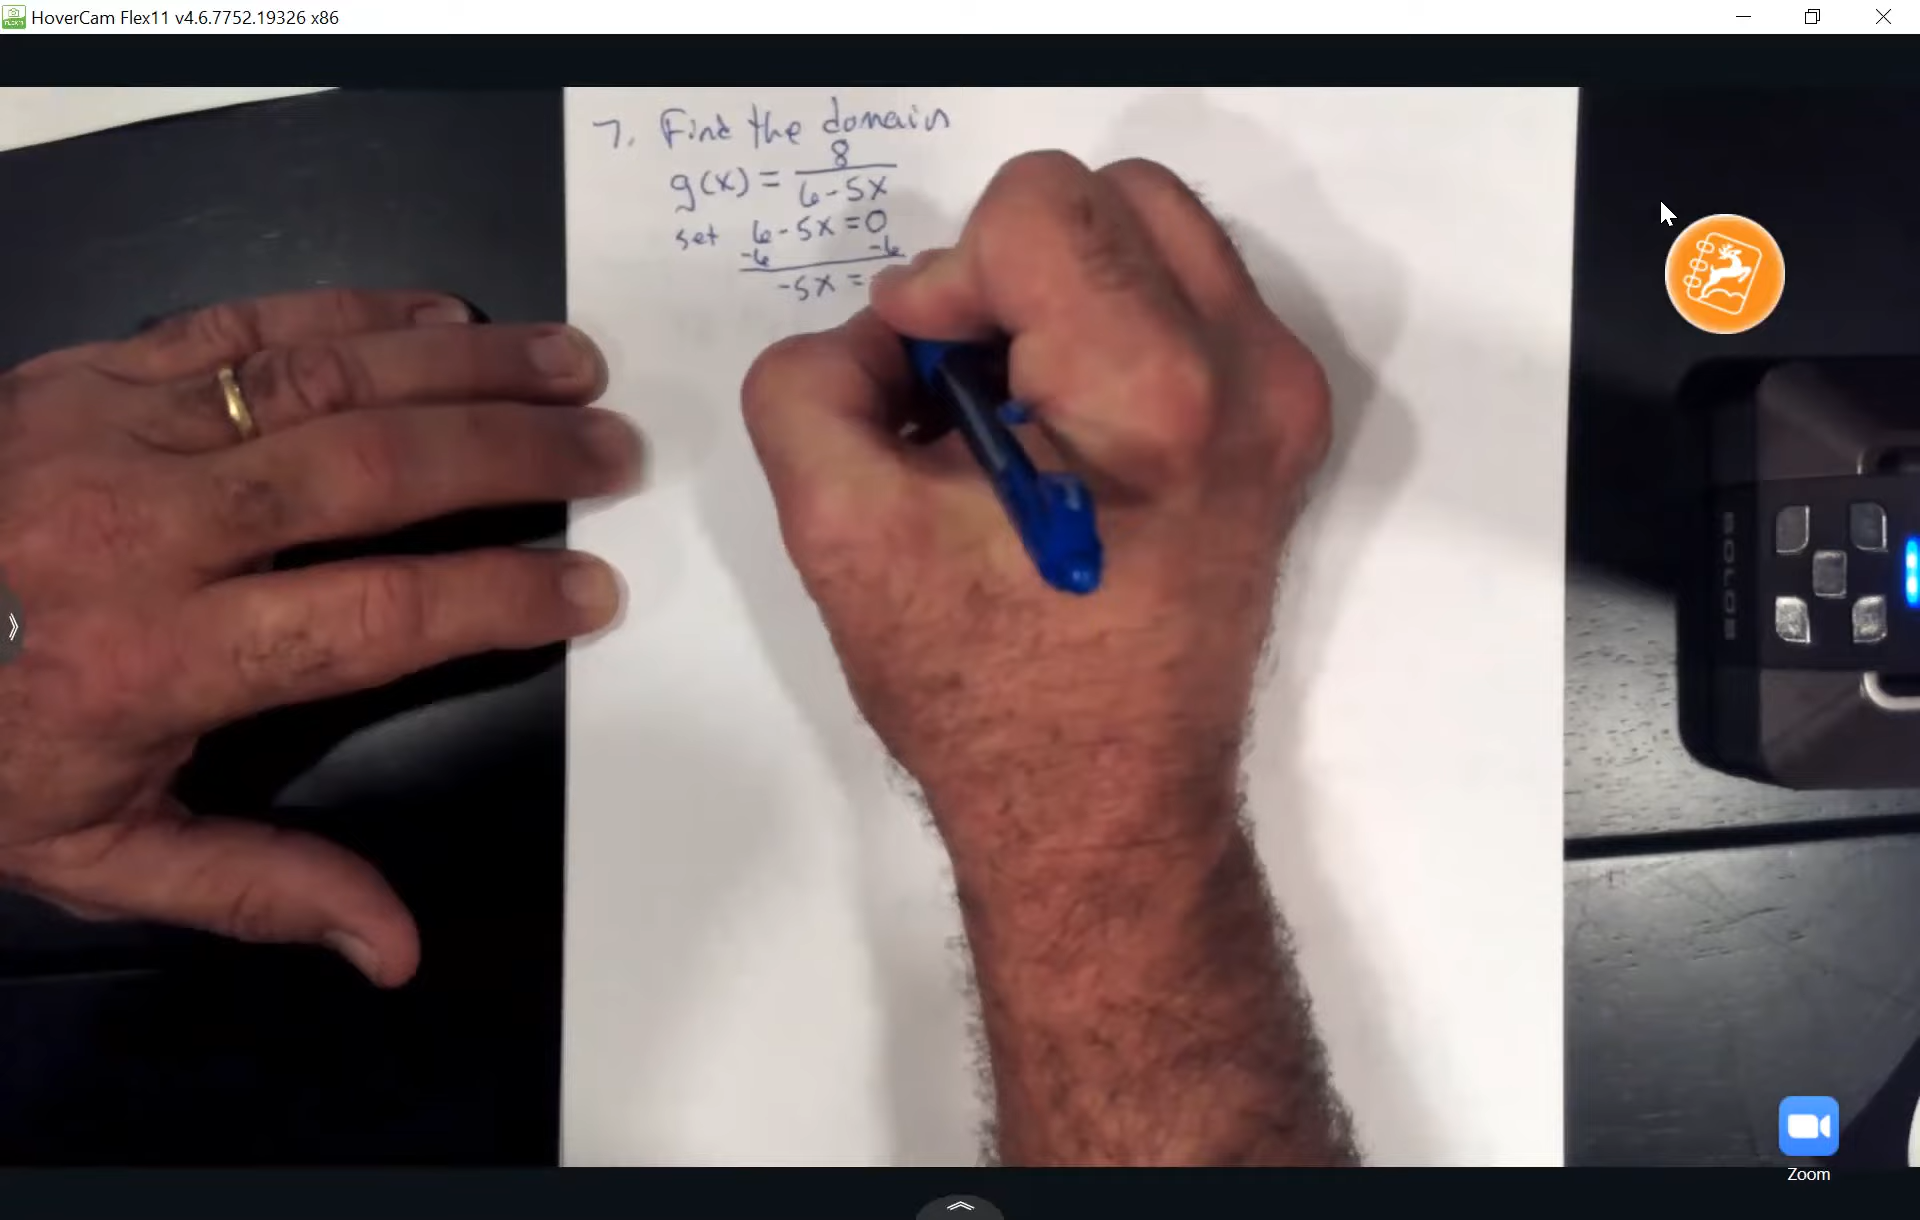 HoverCam Flex11 v4.6.7752.19326 x86
7. Find the domain
g(x) = 8 / 6-5x
set 6-5x=0
-6 -6
-5x =
Zoom